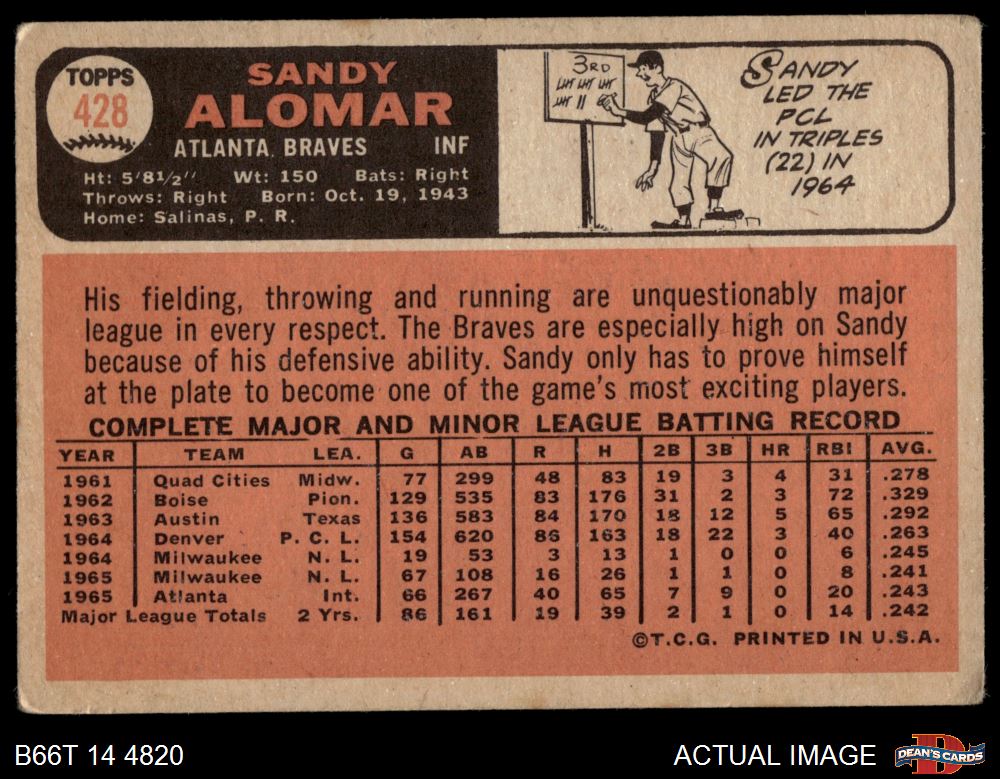 TOPPS
428
SANDY
ALOMAR
ATLANTA BRAVES INF
Ht: 5'8½'' Wt: 150 Bats: Right
Throws: Right Born: Oct. 19, 1943
Home: Salinas, P. R.
3RD
SANDY
LED THE
PCL
IN TRIPLES
(22) IN
1964
His fielding, throwing and running are unquestionably major
league in every respect. The Braves are especially high on Sandy
because of his defensive ability. Sandy only has to prove himself
at the plate to become one of the game's most exciting players.
COMPLETE MAJOR AND MINOR LEAGUE BATTING RECORD
YEAR TEAM LEA. G AB R H 2B 3B HR RBI AVG.
1961 Quad Cities Midw. 77 299 48 83 19 3 4 31 .278
1962 Boise Pion. 129 535 83 176 31 2 3 72 .329
1963 Austin Texas 136 583 84 170 18 12 5 65 .292
1964 Denver P. C. L. 154 620 86 163 18 22 3 40 .263
1964 Milwaukee N. L. 19 53 3 13 1 0 0 6 .245
1965 Milwaukee N. L. 67 108 16 26 1 1 0 8 .241
1965 Atlanta Int. 66 267 40 65 7 9 0 20 .243
Major League Totals 2 Yrs. 86 161 19 39 2 1 0 14 .242
©T.C.G. PRINTED IN U.S.A.
B66T 14 4820 ACTUAL IMAGE
DEAN'S CARDS